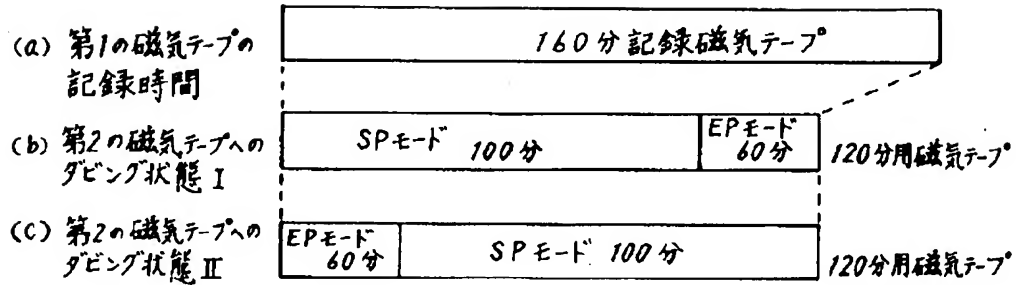 (a) 第1の磁気テープの
記録時間
160分記録磁気テープ
(b) 第2の磁気テープへの
ダビング状態 I
SPモード 100分
EPモード
60分
120分用磁気テープ
(C) 第2の磁気テープへの
ダビング状態 II
EPモード
60分
SPモード 100分
120分用磁気テープ